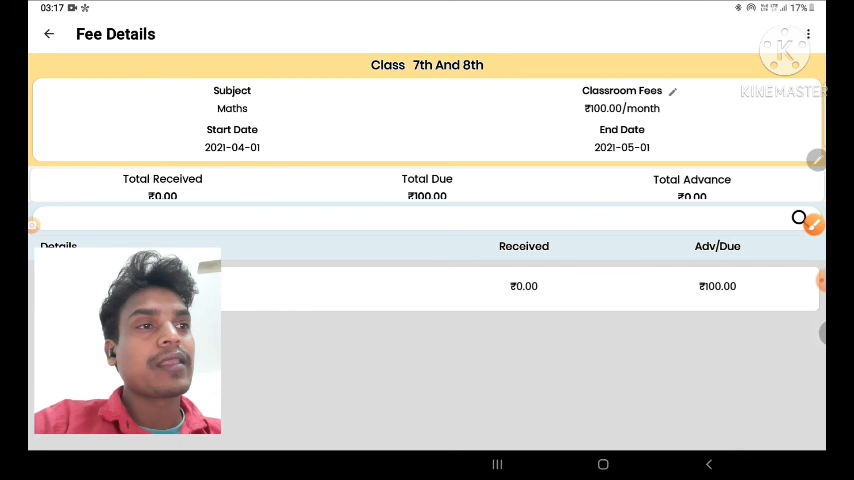 03:17 17%
Fee Details
KINEMASTER
Class 7th And 8th
Subject Classroom Fees
Maths ₹100.00/month
Start Date End Date
2021-04-01 2021-05-01
Total Received Total Due Total Advance
₹0.00 ₹100.00 ₹0.00
Details Received Adv/Due
₹0.00 ₹100.00